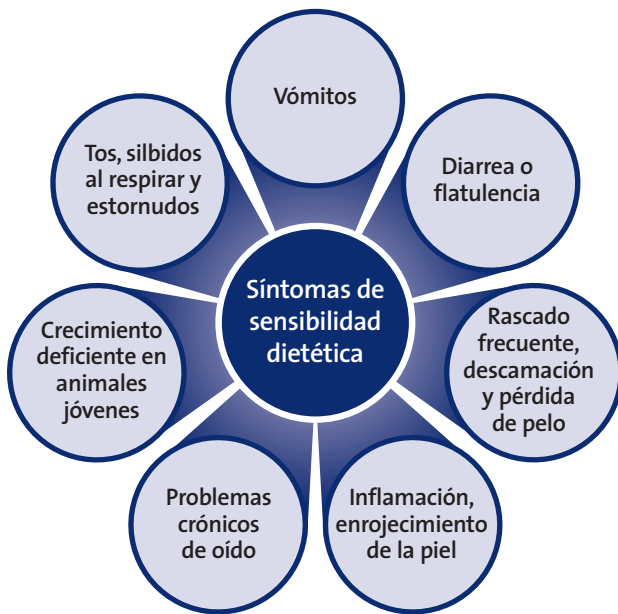 Síntomas de
sensibilidad
dietética
Vómitos
Diarrea o
flatulencia
Rascado
frecuente,
descamación
y pérdida
de pelo
Inflamación,
enrojecimiento
de la piel
Problemas
crónicos
de oído
Crecimiento
deficiente en
animales
jóvenes
Tos, silbidos
al respirar y
estornudos